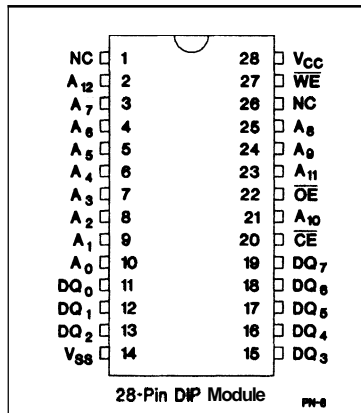 NC 1 28 VCC
A12 2 27 WE
A7 3 26 NC
A6 4 25 A8
A5 5 24 A9
A4 6 23 A11
A3 7 22 OE
A2 8 21 A10
A1 9 20 CE
A0 10 19 DQ7
DQ0 11 18 DQ6
DQ1 12 17 DQ5
DQ2 13 16 DQ4
VSS 14 15 DQ3
28-Pin DIP Module
PN-6